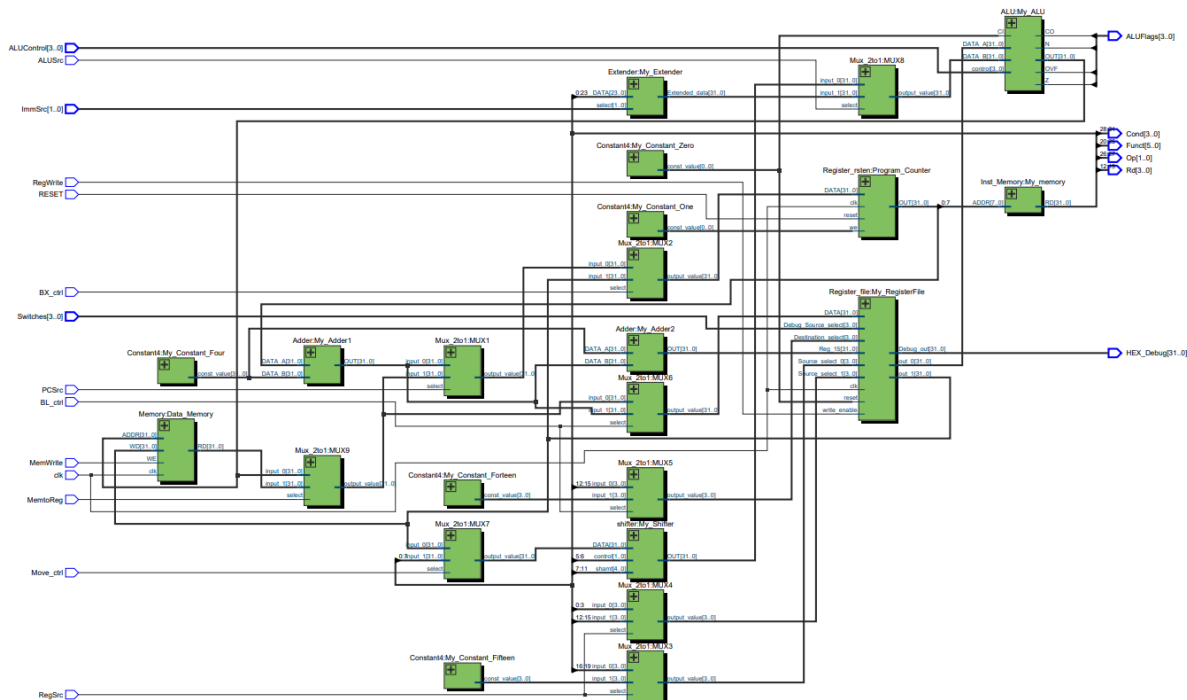 ALU:My_ALU
CI
DATA_A[31..0]
DATA_B[31..0]
control[3..0]
CO
N
OUT[31..0]
OVF
Z
ALUFlags[3..0]
ALUControl[3..0]
ALUSrc
Extender:My_Extender
0:23 DATA[23..0]
select[1..0]
Extended_data[31..0]
Mux_2to1:MUX8
input_0[31..0]
input_1[31..0]
select
output_value[31..0]
ImmSrc[1..0]
Cond[3..0]
Funct[5..0]
Op[1..0]
Rd[3..0]
Constant4:My_Constant_Zero
const_value[0..0]
RegWrite
RESET
Register_rsten:Program_Counter
DATA[31..0]
clk
reset
we
OUT[31..0]
0:7
Inst_Memory:My_memory
ADDR[7..0]
RD[31..0]
Constant4:My_Constant_One
const_value[0..0]
Mux_2to1:MUX2
input_0[31..0]
input_1[31..0]
select
output_value[31..0]
BX_ctrl
Switches[3..0]
Register_file:My_RegisterFile
DATA[31..0]
Debug_Source_select[3..0]
Destination_select[3..0]
Reg_15[31..0]
Source_select_0[3..0]
Source_select_1[3..0]
clk
reset
write_enable
Debug_out[31..0]
out_0[31..0]
out_1[31..0]
HEX_Debug[31..0]
Constant4:My_Constant_Four
const_value[31..0]
Adder:My_Adder1
DATA_A[31..0]
DATA_B[31..0]
OUT[31..0]
Mux_2to1:MUX1
input_0[31..0]
input_1[31..0]
select
output_value[31..0]
Adder:My_Adder2
DATA_A[31..0]
DATA_B[31..0]
OUT[31..0]
PCSrc
BL_ctrl
Mux_2to1:MUX6
input_0[31..0]
input_1[31..0]
select
output_value[31..0]
Memory:Data_Memory
ADDR[31..0]
WD[31..0]
WE
clk
RD[31..0]
MemWrite
clk
MemtoReg
Mux_2to1:MUX9
input_0[31..0]
input_1[31..0]
select
output_value[31..0]
Constant4:My_Constant_Forteen
const_value[3..0]
Mux_2to1:MUX5
12:15 input_0[3..0]
input_1[3..0]
select
output_value[3..0]
Mux_2to1:MUX7
input_0[31..0]
input_1[31..0]
select
output_value[31..0]
shifter:My_Shifter
DATA[31..0]
5:6 control[1..0]
7:11 shamt[4..0]
OUT[31..0]
Move_ctrl
Mux_2to1:MUX4
0:3 input_0[3..0]
12:15 input_1[3..0]
select
output_value[3..0]
Constant4:My_Constant_Fifteen
const_value[3..0]
Mux_2to1:MUX3
16:19 input_0[3..0]
input_1[3..0]
select
output_value[3..0]
RegSrc